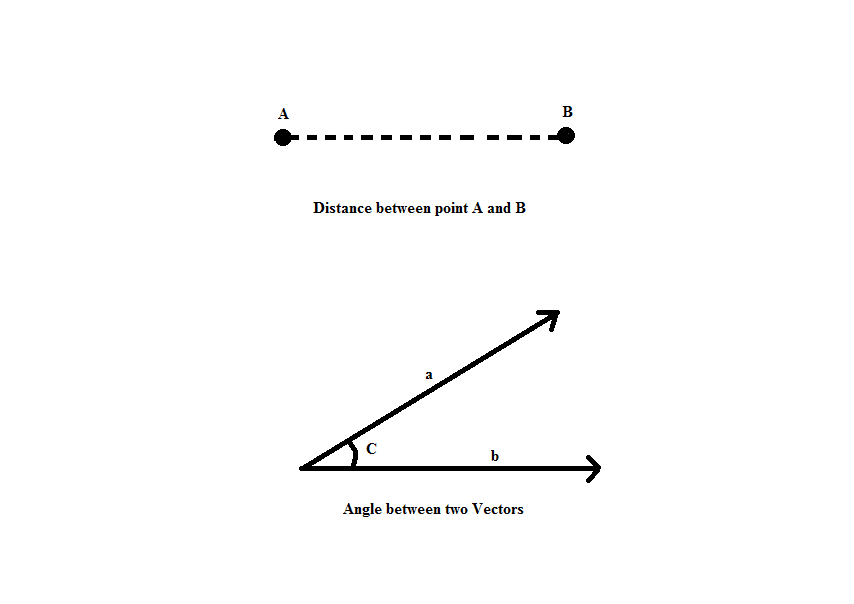 A B
Distance between point A and B
a
C
b
Angle between two Vectors